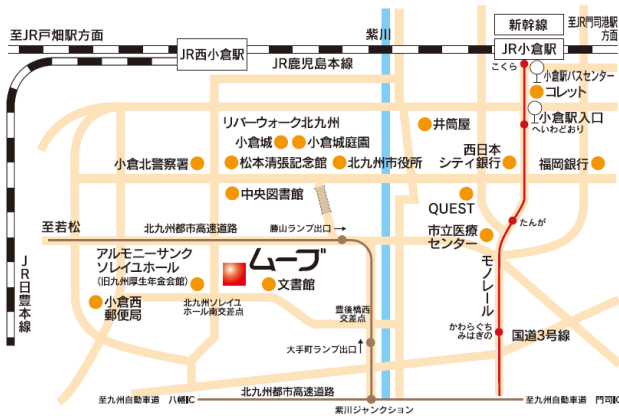 至JR戸畑駅方面
紫川
新幹線
至JR門司港駅
方面
JR西小倉駅
JR小倉駅
JR鹿児島本線
こくら
小倉駅バスセンター
コレット
小倉駅入口
へいわどおり
リバーウォーク北九州
井筒屋
小倉城
小倉城庭園
小倉北警察署
松本清張記念館
北九州市役所
西日本
シティ銀行
福岡銀行
中央図書館
QUEST
至若松
北九州都市高速道路
勝山ランプ出口→
たんが
市立医療
センター
アルモニーサンク
ソレイユホール
(旧九州厚生年金会館)
ムーブ
文書館
モノレール
JR日豊本線
小倉西
郵便局
北九州ソレイユ
ホール南交差点
豊後橋西
交差点
かわらぐち
みはぎの
国道3号線
大手町ランプ出口↑
至九州自動車道 八幡IC
北九州都市高速道路
至九州自動車道 門司IC
紫川ジャンクション